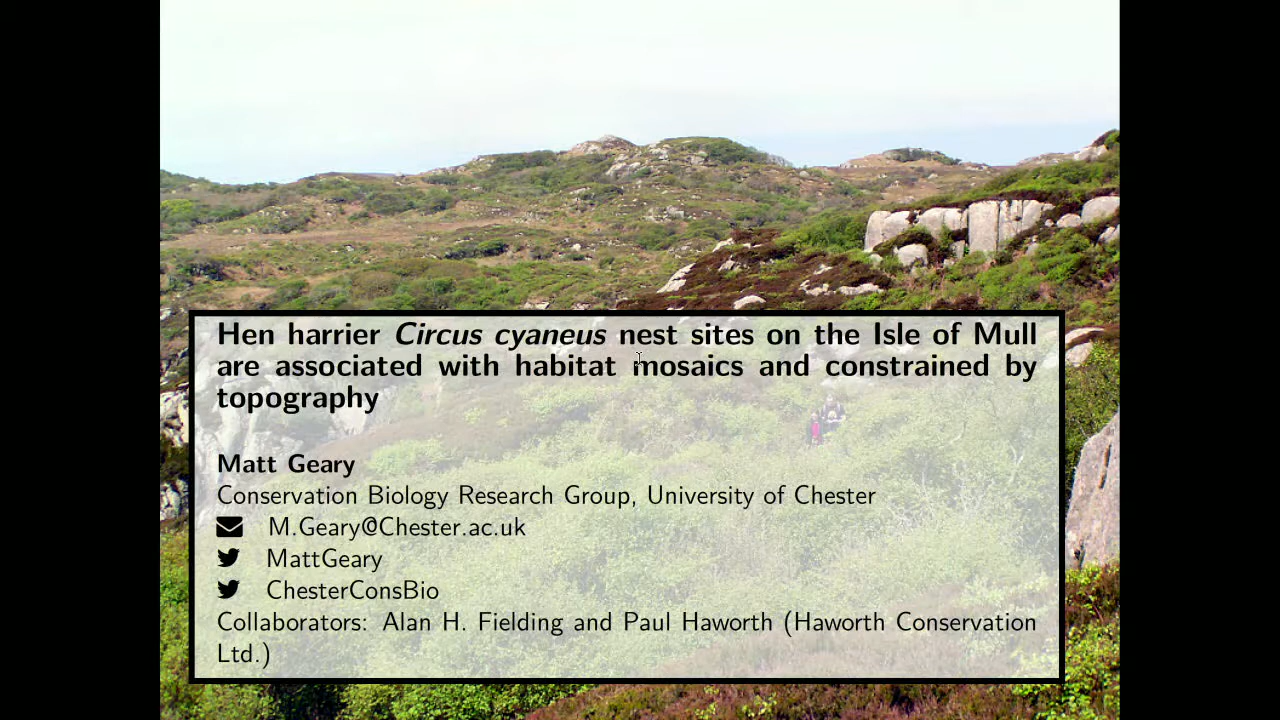 Hen harrier Circus cyaneus nest sites on the Isle of Mull
are associated with habitat mosaics and constrained by
topography
Matt Geary
Conservation Biology Research Group, University of Chester
M.Geary@Chester.ac.uk
MattGeary
ChesterConsBio
Collaborators: Alan H. Fielding and Paul Haworth (Haworth Conservation
Ltd.)